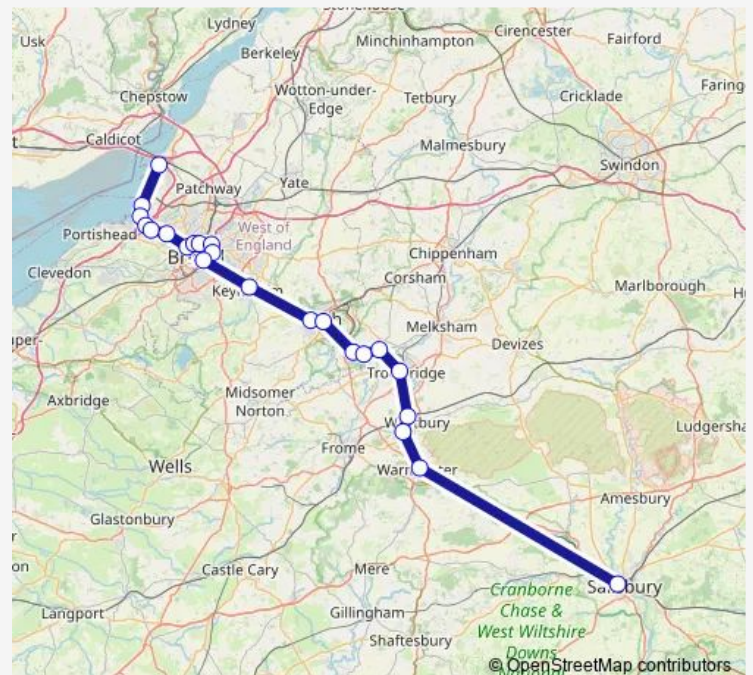 Lydney
Usk
Cirencester
Minchinhampton
Fairford
Berkeley
Wotton-under-
Edge
Chepstow
Tetbury
Cricklade
Caldicot
Malmesbury
Swindon
Patchway
Yate
Portishead
West of
England
Chippenham
Clevedon
Corsham
Marlborough
Melksham
Devizes
Midsomer
Norton
Axbridge
Frome
Wells
Amesbury
Glastonbury
Castle Cary
Mere
Cranborne
Chase &
West Wiltshire
Downs
Langport
Gillingham
Shaftesbury
© OpenStreetMap contributors